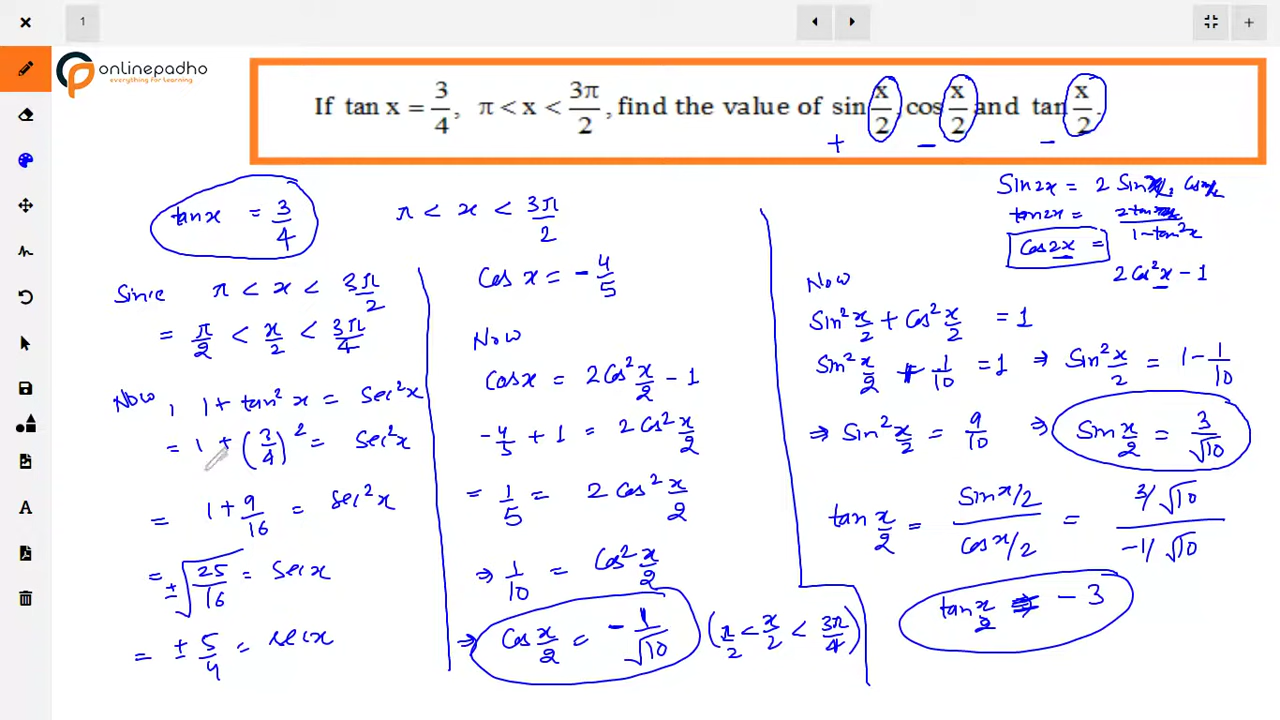 1
onlinepadho
everything for learning
If tan x = 3/4, π < x < 3π/2, find the value of sin x/2, cos x/2 and tan x/2.
+ − −
tan x = 3/4
π < x < 3π/2
Since π < x < 3π/2
= π/2 < x/2 < 3π/4
Now, 1 + tan² x = Sec²x
= 1 + (3/4)² = Sec²x
= 1 + 9/16 = Sec²x
= ± √25/16 = Sec x
= ± 5/4 = sec x
Cos x = - 4/5
Now
Cos x = 2Cos² x/2 - 1
-4/5 + 1 = 2 Cos² x/2
= 1/5 = 2 Cos² x/2
⇒ 1/10 = Cos² x/2
⇒ Cos x/2 = - 1/√10 (π/2 < x/2 < 3π/4)
Sin 2x = 2 Sin
tan 2x =
1 - tan²x
Cos 2x =
2 Cos²x - 1
Now
Sin² x/2 + Cos² x/2 = 1
Sin² x/2 + 1/10 = 1 ⇒ Sin² x/2 = 1 - 1/10
⇒ Sin² x/2 = 9/10 ⇒ Sin x/2 = 3/√10
tan x/2 = Sin x/2 / Cos x/2 = 3/√10 / -1/√10
tan x/2 = - 3